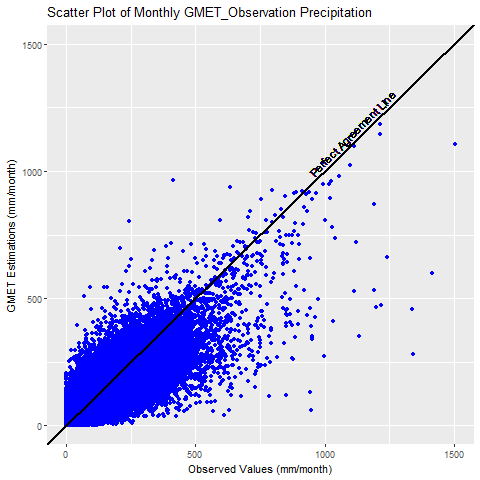 Scatter Plot of Monthly GMET_Observation Precipitation
1500
1000
500
0
GMET Estimations (mm/month)
Perfect Agreement Line
0 500 1000 1500
Observed Values (mm/month)